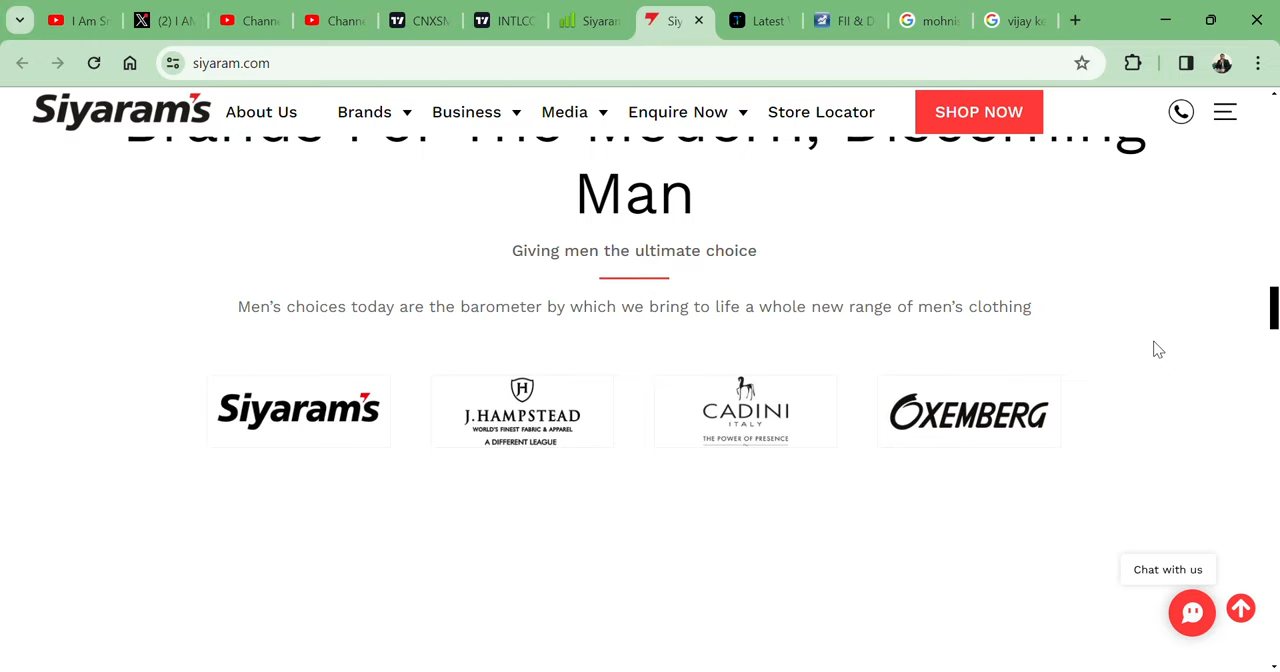 I Am Sr
(2) I AM
Chann
Chann
CNXSM
INTLCO
Siyaran
Siy
Latest
FII & D
mohnis
vijay ke
siyaram.com
Siyaram's
About Us
Brands
Business
Media
Enquire Now
Store Locator
SHOP NOW
Brands For The Modern, Discerning
Man
Giving men the ultimate choice
Men's choices today are the barometer by which we bring to life a whole new range of men's clothing
Siyaram's
H
J.HAMPSTEAD
WORLD'S FINEST FABRIC & APPAREL
A DIFFERENT LEAGUE
CADINI
ITALY
THE POWER OF PRESENCE
OXEMBERG
Chat with us